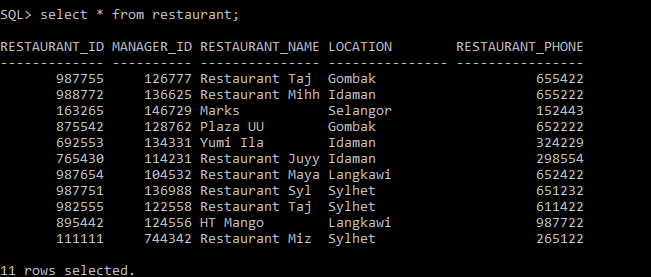 SQL> select * from restaurant;
RESTAURANT_ID MANAGER_ID RESTAURANT_NAME LOCATION RESTAURANT_PHONE
------------- ---------- --------------- --------------- ----------------
987755 126777 Restaurant Taj Gombak 655422
988772 136625 Restaurant Mihh Idaman 655222
163265 146729 Marks Selangor 152443
875542 128762 Plaza UU Gombak 652222
692553 134331 Yumi Ila Idaman 324229
765430 114231 Restaurant Juyy Idaman 298554
987654 104532 Restaurant Maya Langkawi 652422
987751 136988 Restaurant Syl Sylhet 651232
982555 122558 Restaurant Taj Sylhet 611422
895442 124556 HT Mango Langkawi 987722
111111 744342 Restaurant Miz Sylhet 265122
11 rows selected.